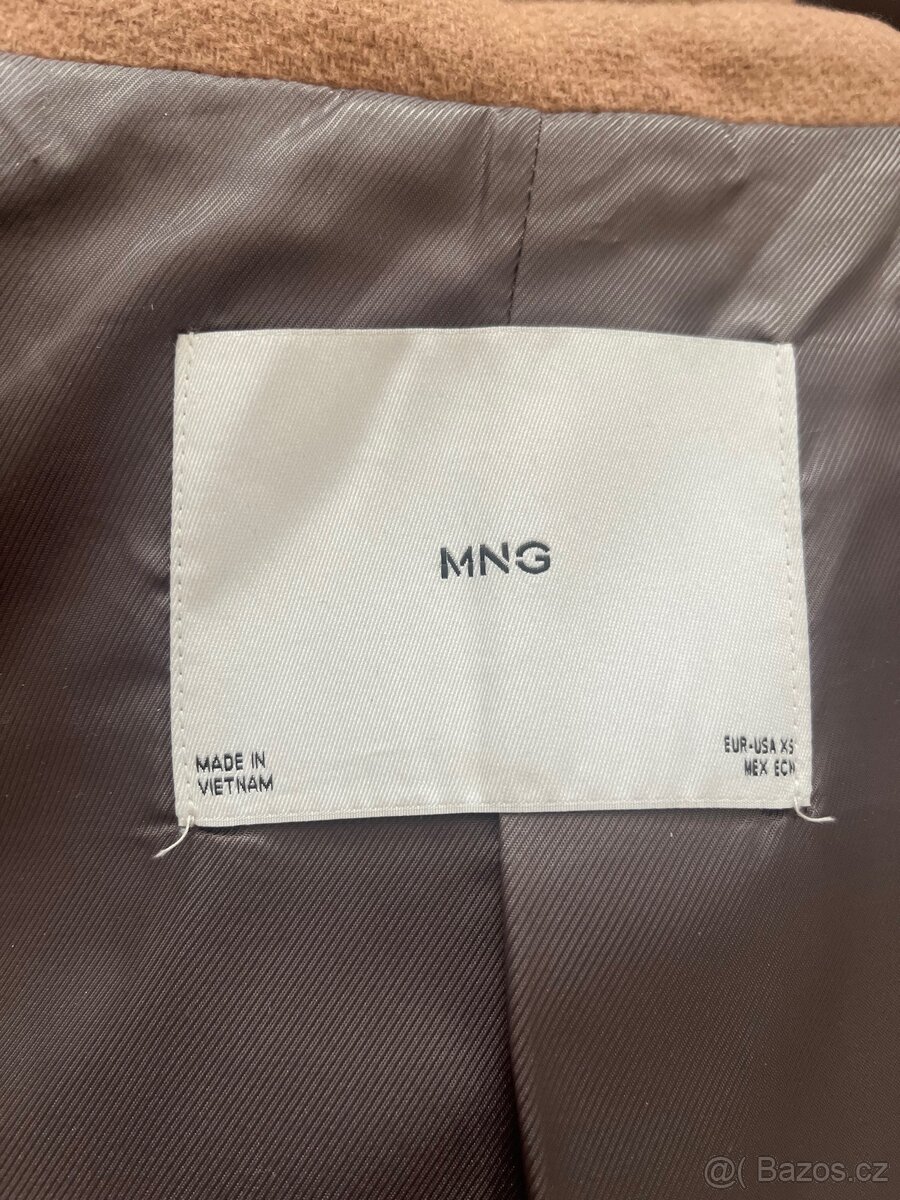 MNG
MADE IN
VIETNAM
EUR-USA XS
MEX ECH
@( Bazos.cz